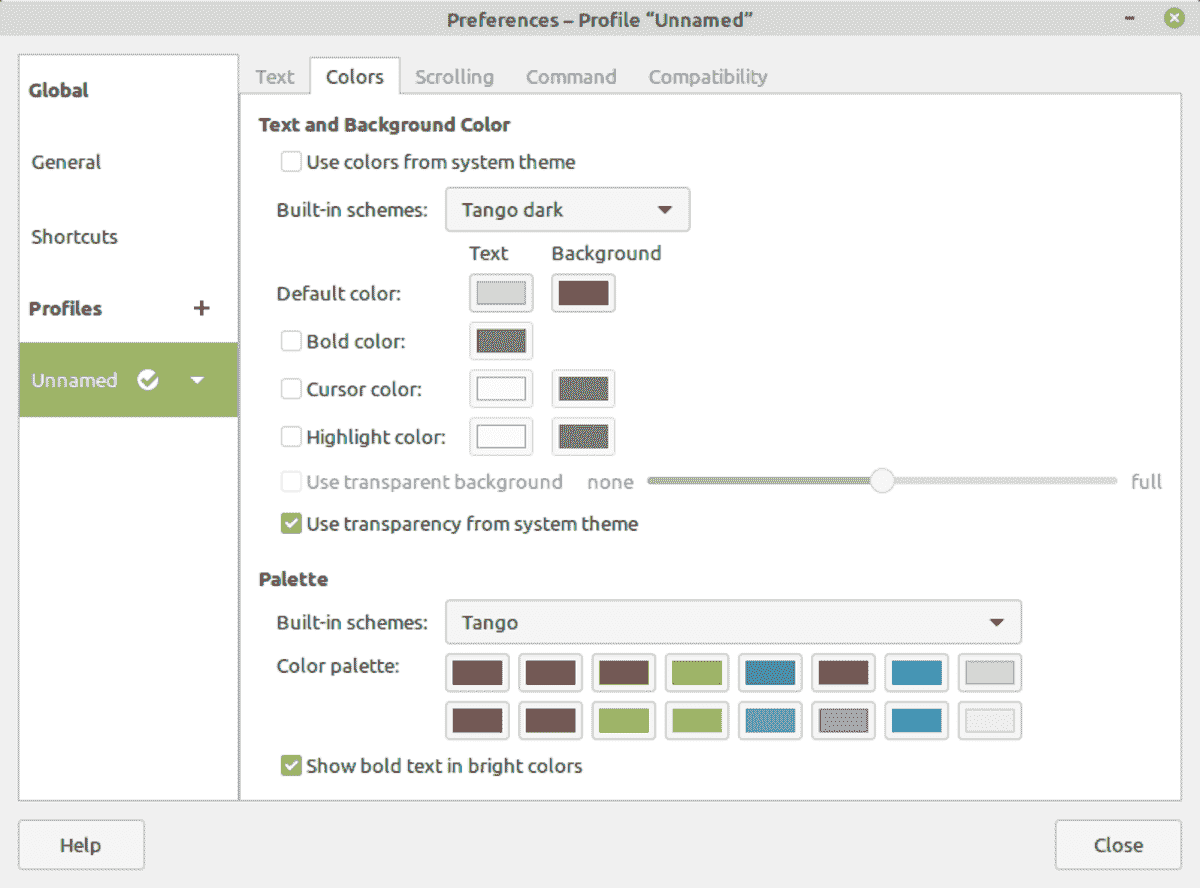 Preferences – Profile “Unnamed”
Global
General
Shortcuts
Profiles +
Unnamed
Text Colors Scrolling Command Compatibility
Text and Background Color
Use colors from system theme
Built-in schemes: Tango dark
Text Background
Default color:
Bold color:
Cursor color:
Highlight color:
Use transparent background none full
Use transparency from system theme
Palette
Built-in schemes: Tango
Color palette:
Show bold text in bright colors
Help Close